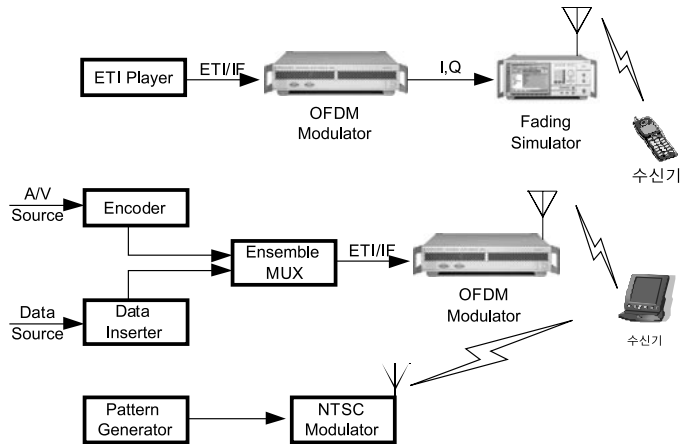 ETI Player
ETI/IF
OFDM
Modulator
I,Q
Fading
Simulator
수신기
A/V
Source
Encoder
Data
Source
Data
Inserter
Ensemble
MUX
ETI/IF
OFDM
Modulator
수신기
Pattern
Generator
NTSC
Modulator